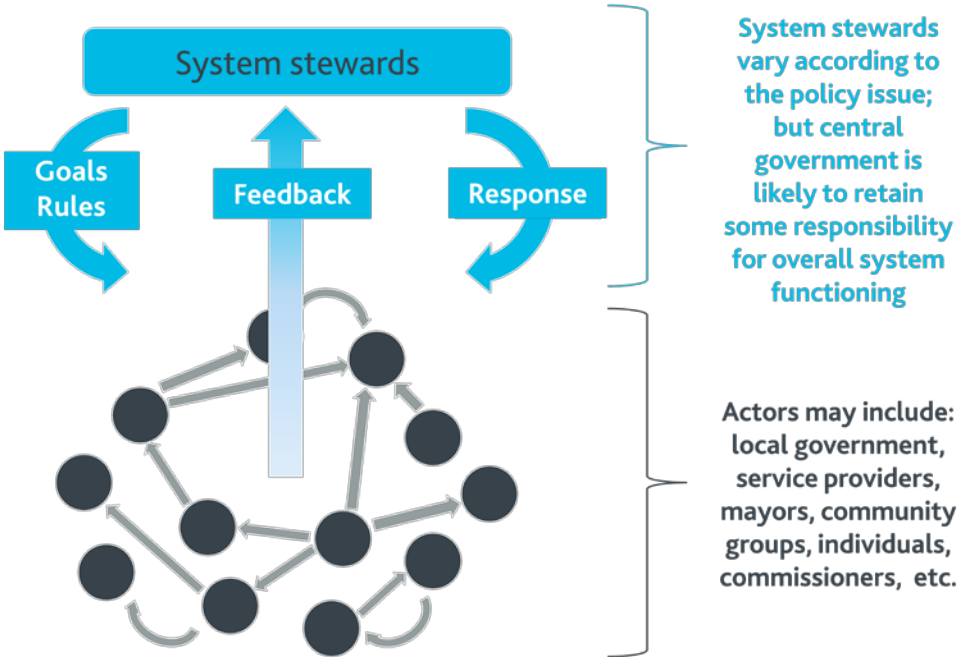 System stewards
Goals
Rules
Feedback
Response
System stewards
vary according to
the policy issue;
but central
government is
likely to retain
some responsibility
for overall system
functioning
Actors may include:
local government,
service providers,
mayors, community
groups, individuals,
commissioners, etc.